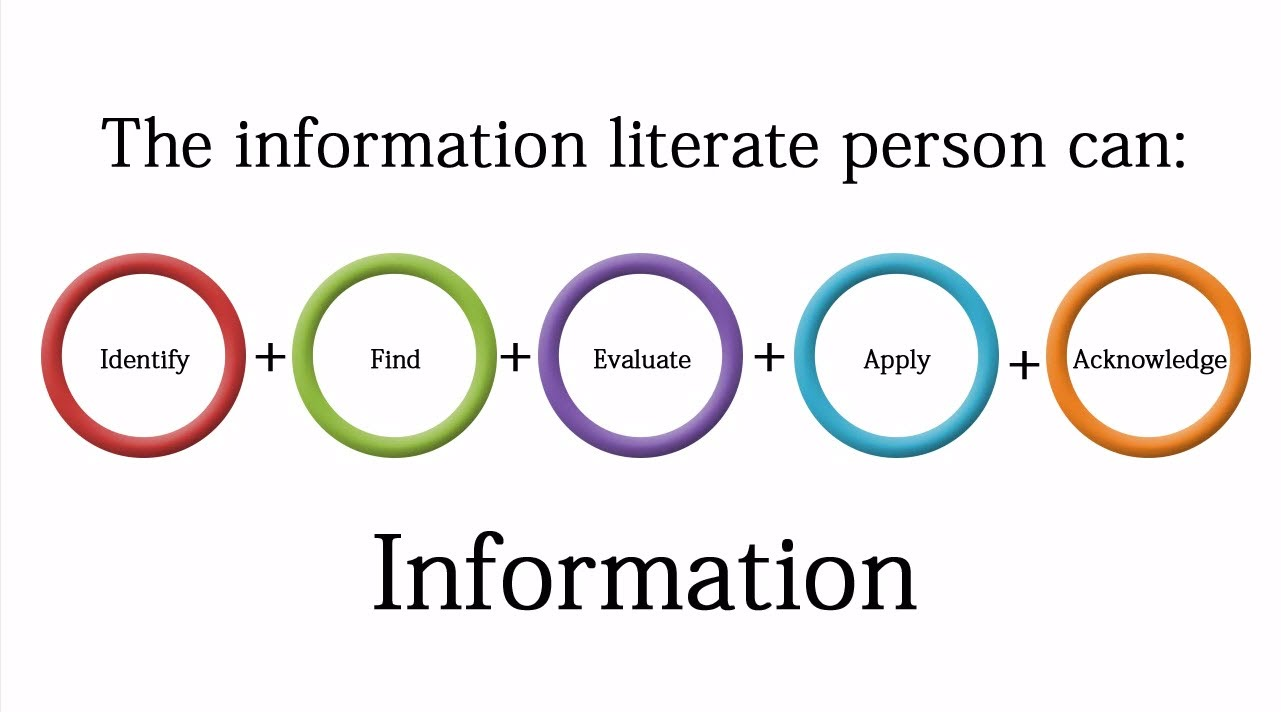 The information literate person can:
Identify + Find + Evaluate + Apply + Acknowledge
Information